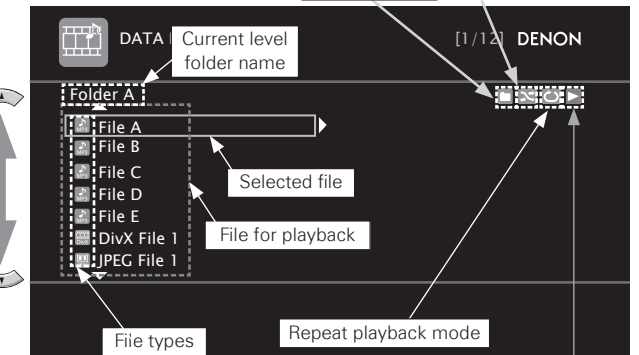 DATA
[1/12]
DENON
Current level
folder name
Folder A
File A
File B
File C
File D
File E
DivX File 1
JPEG File 1
Selected file
File for playback
File types
Repeat playback mode